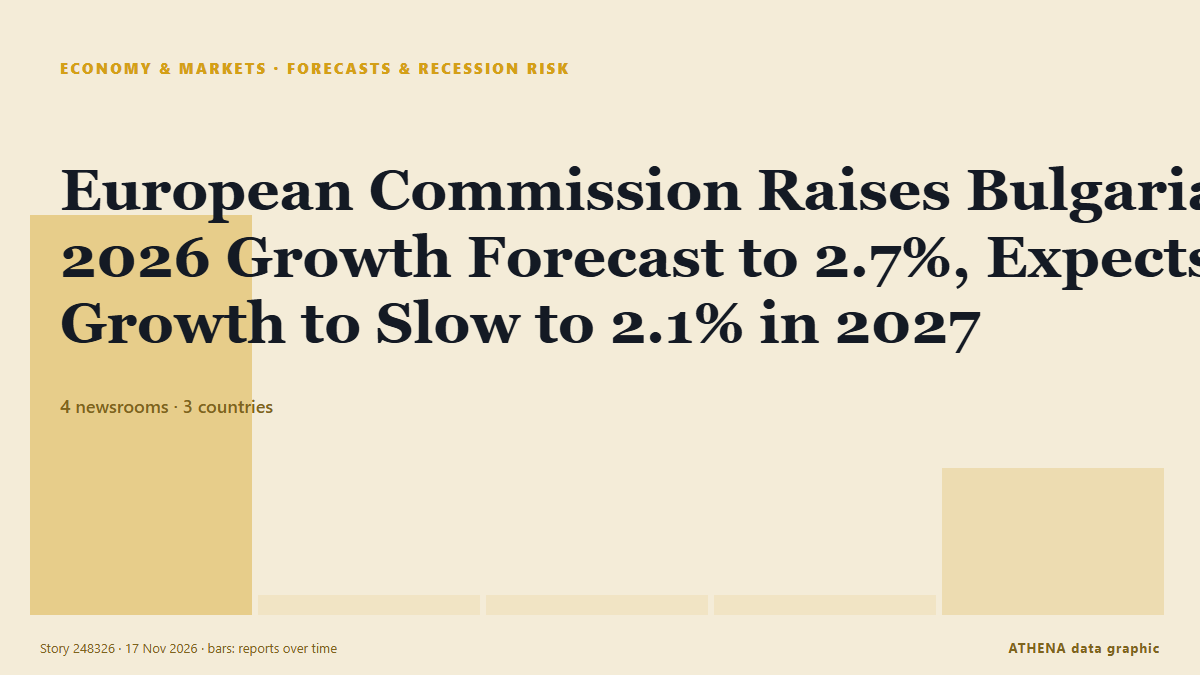 ECONOMY & MARKETS · FORECASTS & RECESSION RISK
European Commission Raises Bulgaria
2026 Growth Forecast to 2.7%, Expects
Growth to Slow to 2.1% in 2027
4 newsrooms · 3 countries
Story 248326 · 17 Nov 2026 · bars: reports over time
ATHENA data graphic